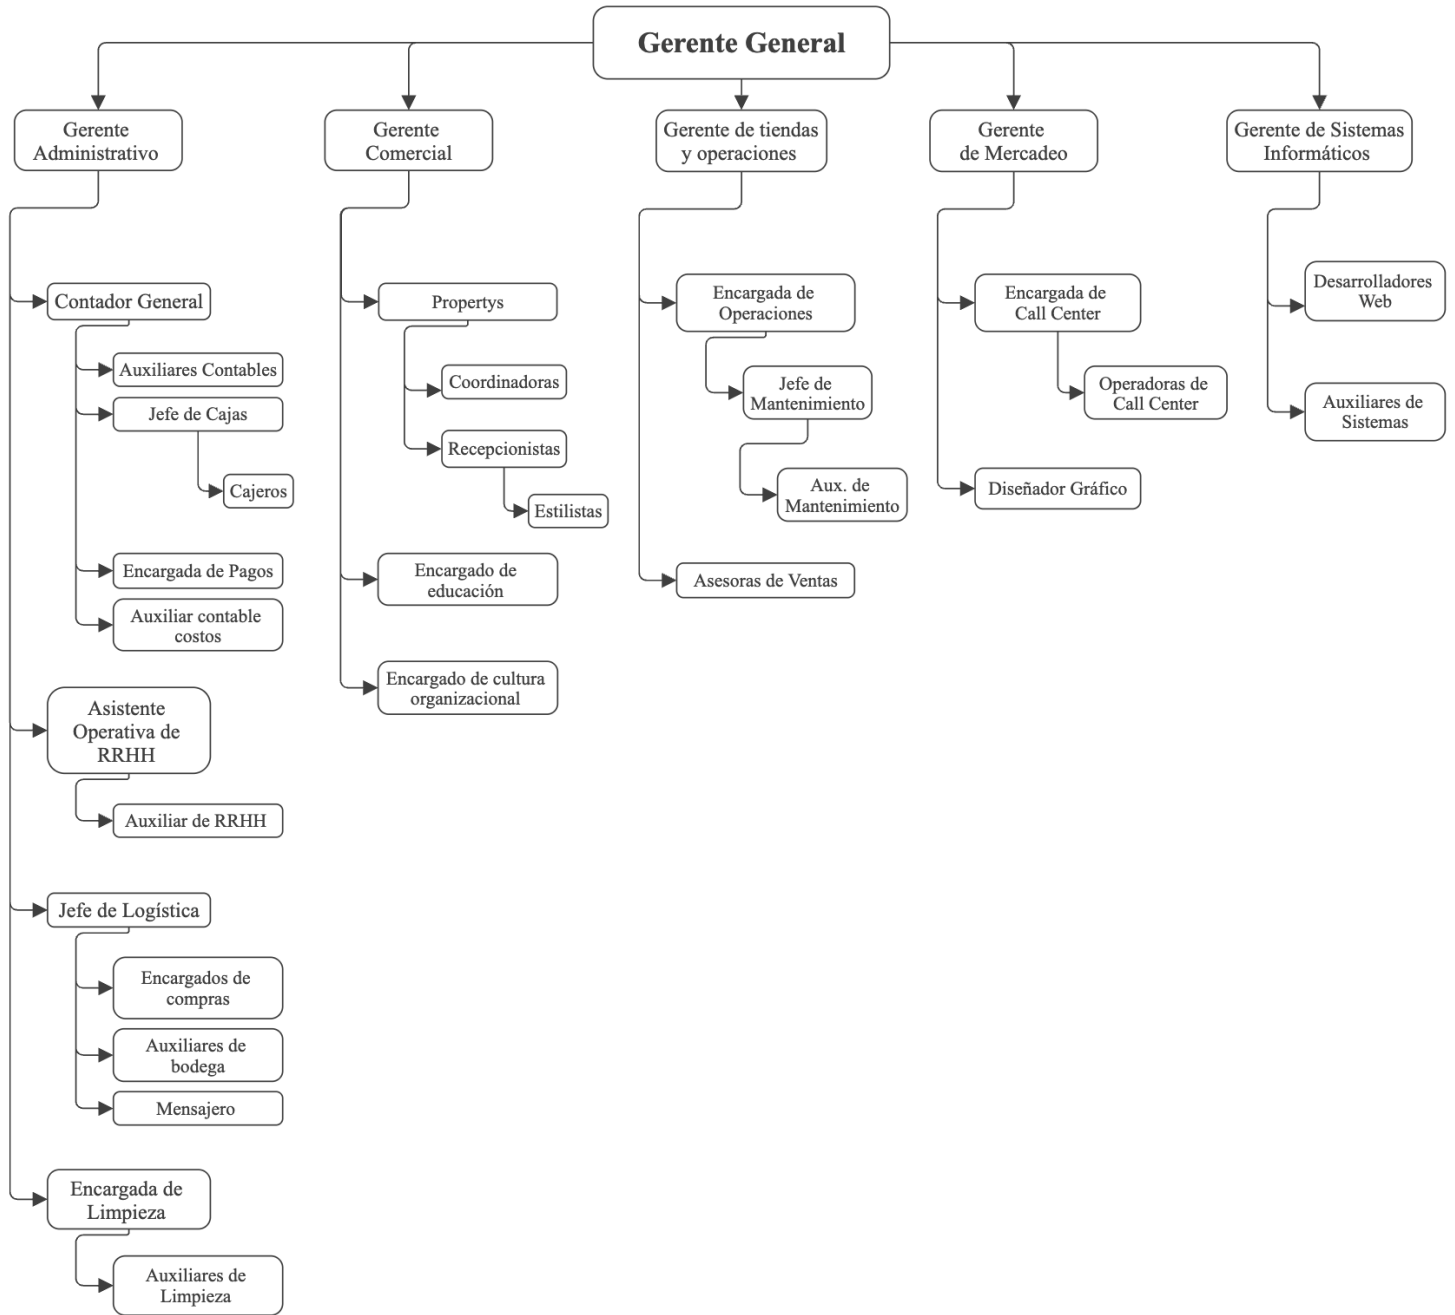 Gerente General
Gerente
Administrativo
Gerente
Comercial
Gerente de tiendas
y operaciones
Gerente
de Mercadeo
Gerente de Sistemas
Informáticos
Contador General
Auxiliares Contables
Jefe de Cajas
Cajeros
Encargada de Pagos
Auxiliar contable
costos
Asistente
Operativa de
RRHH
Auxiliar de RRHH
Jefe de Logística
Encargados de
compras
Auxiliares de
bodega
Mensajero
Encargada de
Limpieza
Auxiliares de
Limpieza
Propertys
Coordinadoras
Recepcionistas
Estilistas
Encargado de
educación
Encargado de cultura
organizacional
Encargada de
Operaciones
Jefe de
Mantenimiento
Aux. de
Mantenimiento
Asesoras de Ventas
Encargada de
Call Center
Operadoras de
Call Center
Diseñador Gráfico
Desarrolladores
Web
Auxiliares de
Sistemas